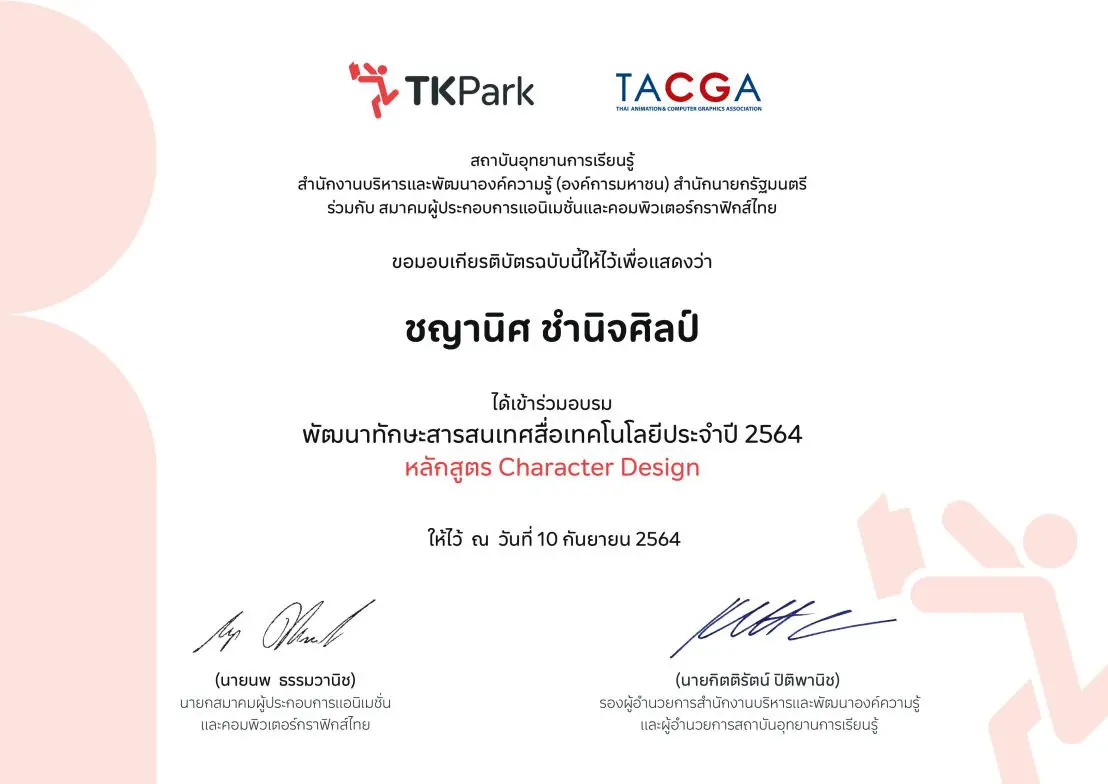 TKPark
TACGA
THAI ANIMATION & COMPUTER GRAPHICS ASSOCIATION
สถาบันอุทยานการเรียนรู้
สำนักงานบริหารและพัฒนาองค์ความรู้ (องค์การมหาชน) สำนักนายกรัฐมนตรี
ร่วมกับ สมาคมผู้ประกอบการแอนิเมชั่นและคอมพิวเตอร์กราฟิกส์ไทย
ขอมอบเกียรติบัตรฉบับนี้ให้ไว้เพื่อแสดงว่า
ชญานิศ ชำนิจศิลป์
ได้เข้าร่วมอบรม
พัฒนาทักษะสารสนเทศสื่อเทคโนโลยีประจำปี 2564
หลักสูตร Character Design
ให้ไว้ ณ วันที่ 10 กันยายน 2564
(นายนพ ธรรมวานิช)
นายกสมาคมผู้ประกอบการแอนิเมชั่น
และคอมพิวเตอร์กราฟิกส์ไทย
(นายกิตติรัตน์ ปิติพานิช)
รองผู้อำนวยการสำนักงานบริหารและพัฒนาองค์ความรู้
และผู้อำนวยการสถาบันอุทยานการเรียนรู้